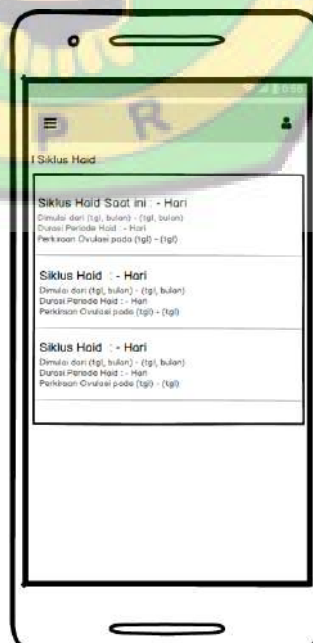 P R
Siklus Haid
Siklus Haid Saat ini : - Hari
Dimulai dari (tgl, bulan) - (tgl, bulan)
Durasi Periode Haid : - Hari
Perkiraan Ovulasi pada (tgl) - (tgl)
Siklus Haid : - Hari
Dimulai dari (tgl, bulan) - (tgl, bulan)
Durasi Periode Haid : - Hari
Perkiraan Ovulasi pada (tgl) - (tgl)
Siklus Haid : - Hari
Dimulai dari (tgl, bulan) - (tgl, bulan)
Durasi Periode Haid : - Hari
Perkiraan Ovulasi pada (tgl) - (tgl)